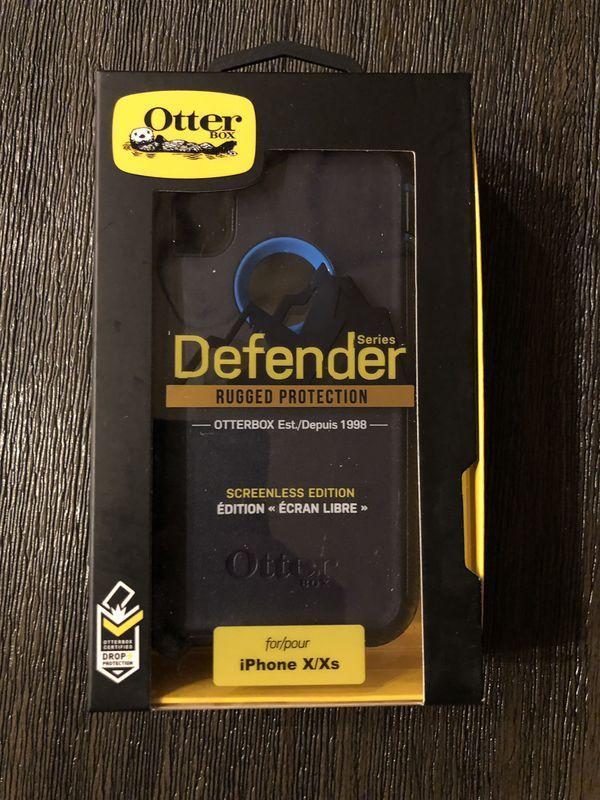 Otter
BOX
Series
Defender
RUGGED PROTECTION
OTTERBOX Est./Depuis 1998
SCREENLESS EDITION
ÉDITION « ÉCRAN LIBRE »
Otter
BOX
OTTERBOX
CERTIFIED
DROP+
PROTECTION
for/pour
iPhone X/Xs